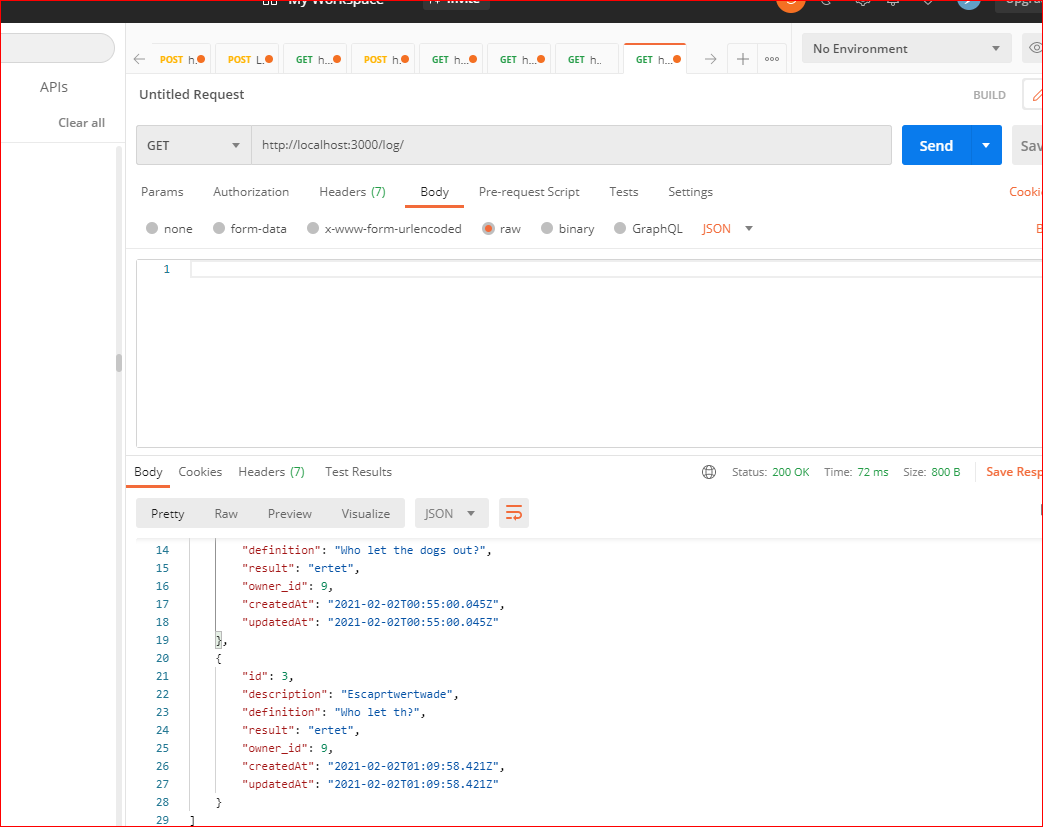 My Workspace
Invite
APIs
Clear all
POST h. POST L. GET h... POST h. GET h... GET h... GET h.. GET h...
No Environment
Untitled Request
BUILD
GET
http://localhost:3000/log/
Send
Sav
Params Authorization Headers (7) Body Pre-request Script Tests Settings
Cooki
none form-data x-www-form-urlencoded raw binary GraphQL JSON
1
Body Cookies Headers (7) Test Results
Status: 200 OK Time: 72 ms Size: 800 B
Save Resp
Pretty Raw Preview Visualize JSON
14 "definition": "Who let the dogs out?",
15 "result": "ertet",
16 "owner_id": 9,
17 "createdAt": "2021-02-02T00:55:00.045Z",
18 "updatedAt": "2021-02-02T00:55:00.045Z"
19 },
20 {
21 "id": 3,
22 "description": "Escaprtwertwade",
23 "definition": "Who let th?",
24 "result": "ertet",
25 "owner_id": 9,
26 "createdAt": "2021-02-02T01:09:58.421Z",
27 "updatedAt": "2021-02-02T01:09:58.421Z"
28 }
29 ]